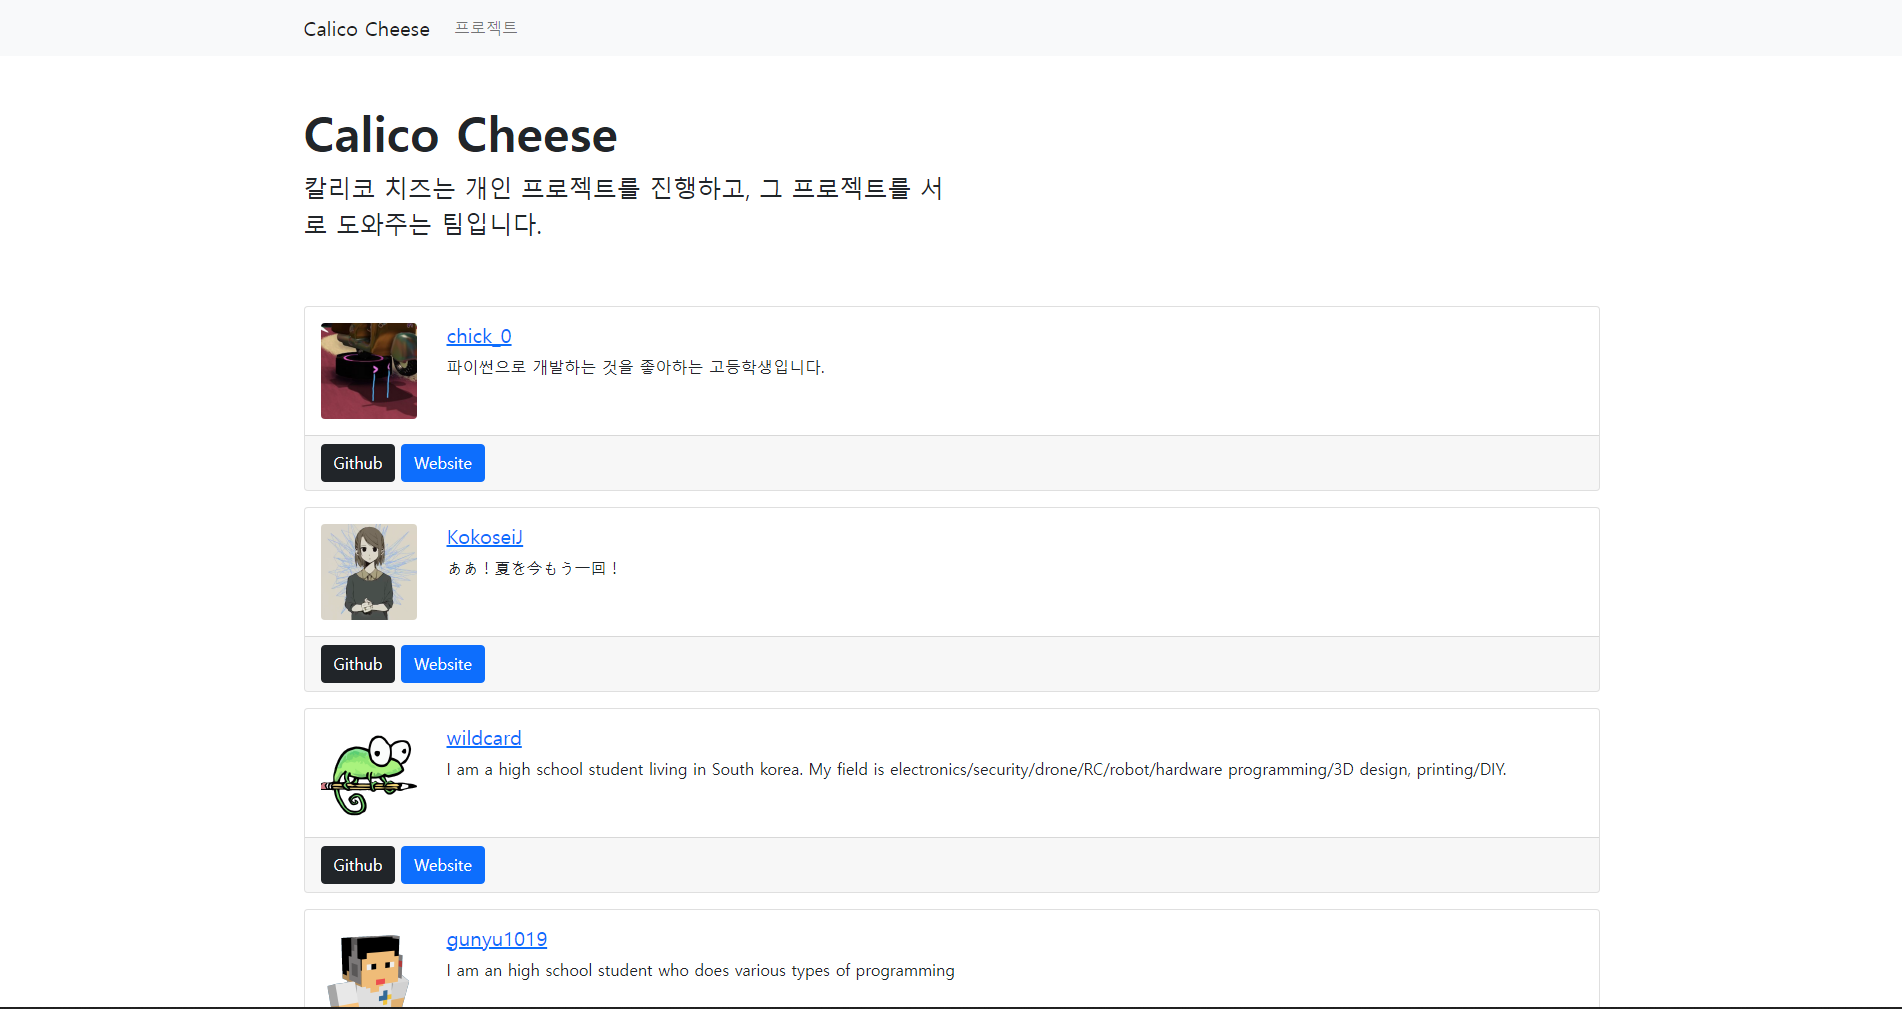 Calico Cheese 프로젝트
Calico Cheese
칼리코 치즈는 개인 프로젝트를 진행하고, 그 프로젝트를 서
로 도와주는 팀입니다.
chick_0
파이썬으로 개발하는 것을 좋아하는 고등학생입니다.
Github Website
KokoseiJ
ぁあ！夏を今もう一回！
Github Website
wildcard
I am a high school student living in South korea. My field is electronics/security/drone/RC/robot/hardware programming/3D design, printing/DIY.
Github Website
gunyu1019
I am an high school student who does various types of programming